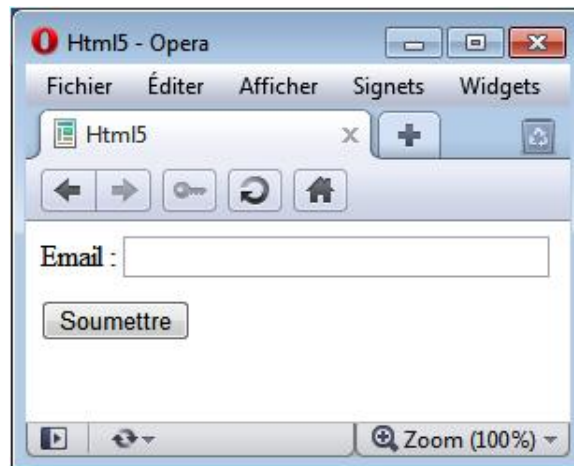 Html5 - Opera
Fichier Éditer Afficher Signets Widgets
Html5
Email :
Soumettre
Zoom (100%)